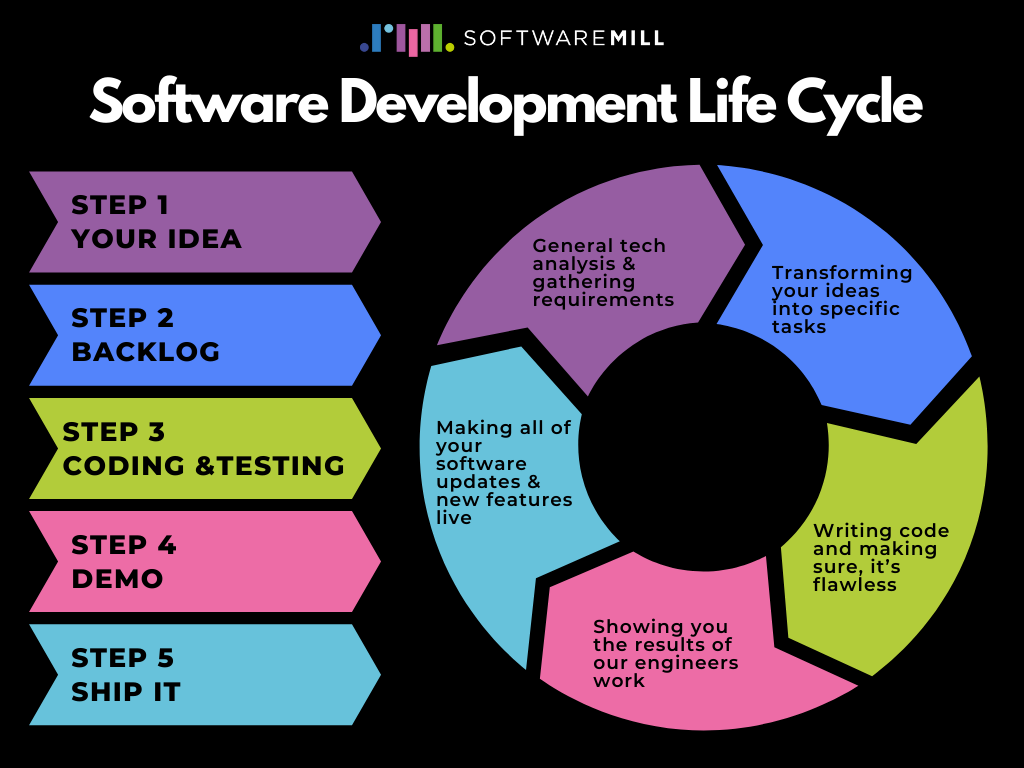 SOFTWAREMILL
Software Development Life Cycle
STEP 1
YOUR IDEA
STEP 2
BACKLOG
STEP 3
CODING &TESTING
STEP 4
DEMO
STEP 5
SHIP IT
General tech
analysis &
gathering
requirements
Transforming
your ideas
into specific
tasks
Writing code
and making
sure, it's
flawless
Showing you
the results of
our engineers
work
Making all of
your
software
updates &
new features
live